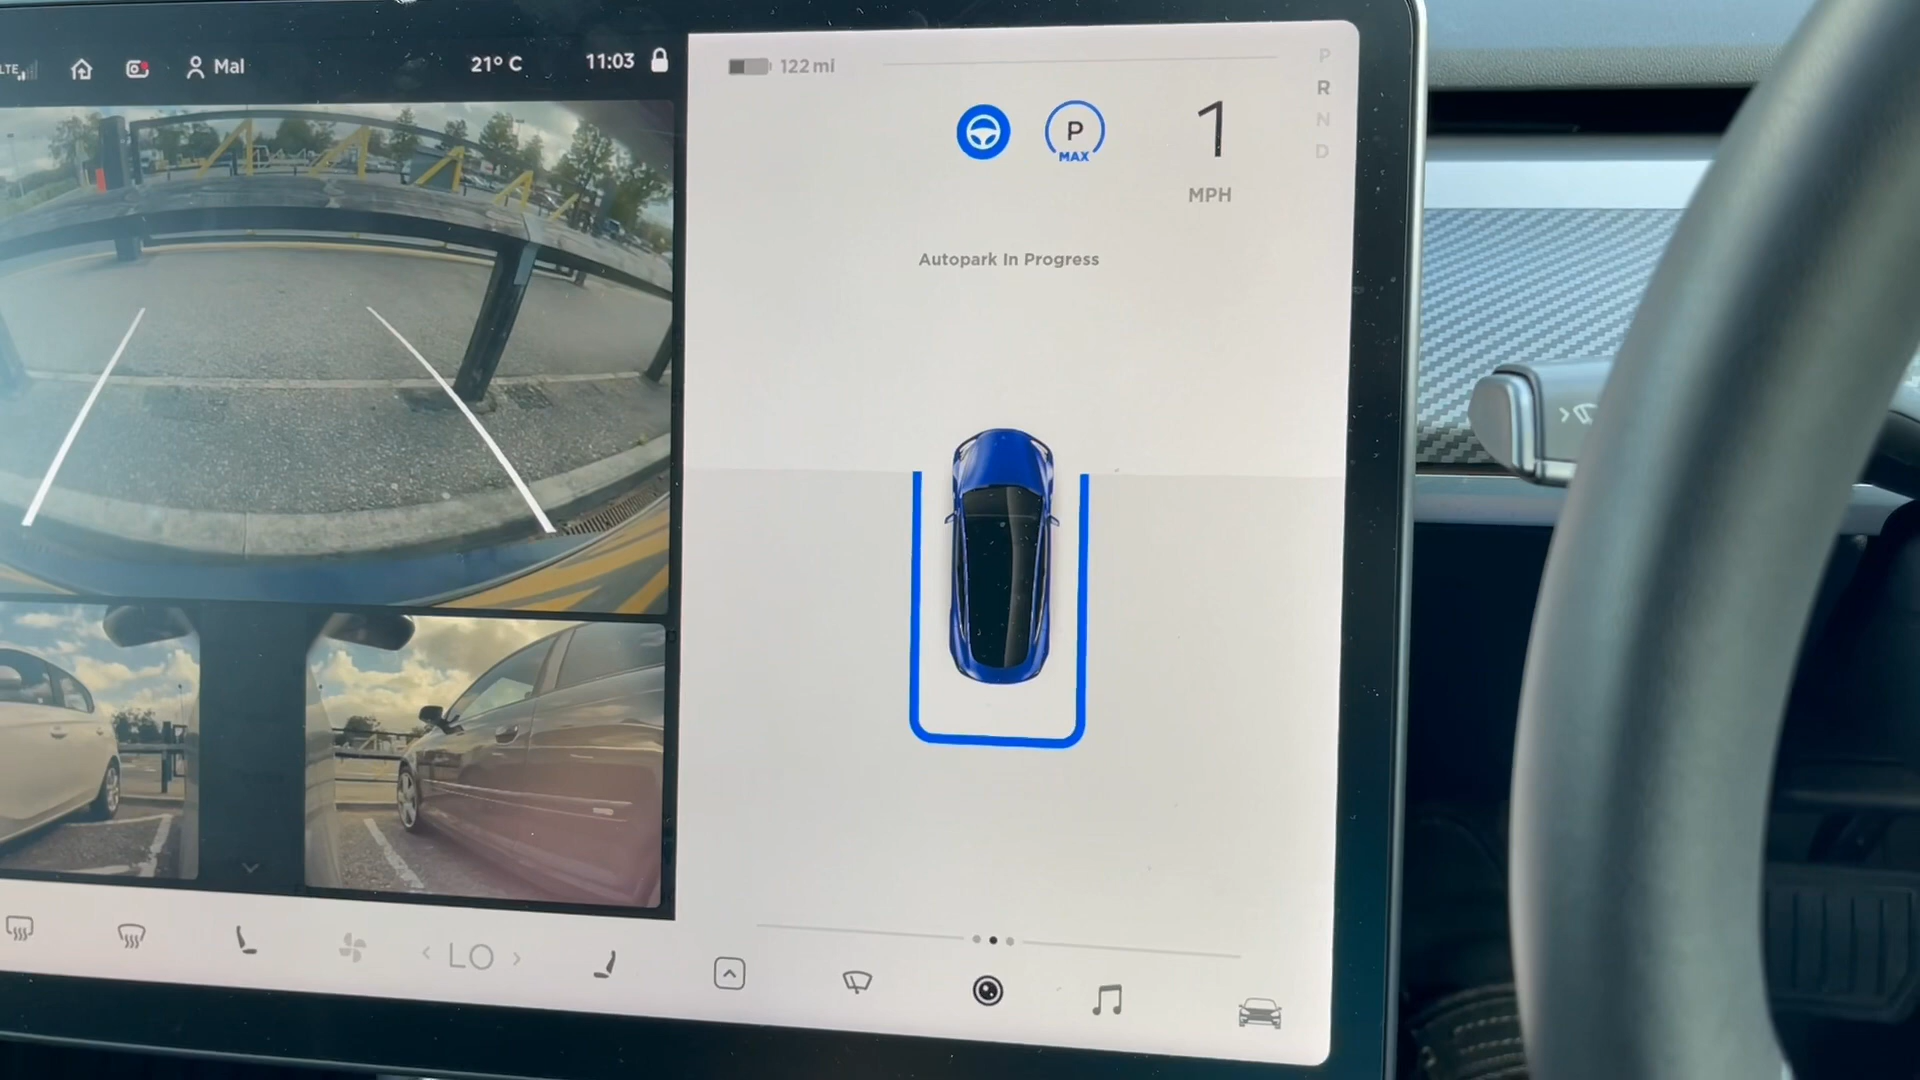 LTE
Mal
21° C
11:03
122 mi
P
R
N
D
P
MAX
1
MPH
Autopark In Progress
< LO >